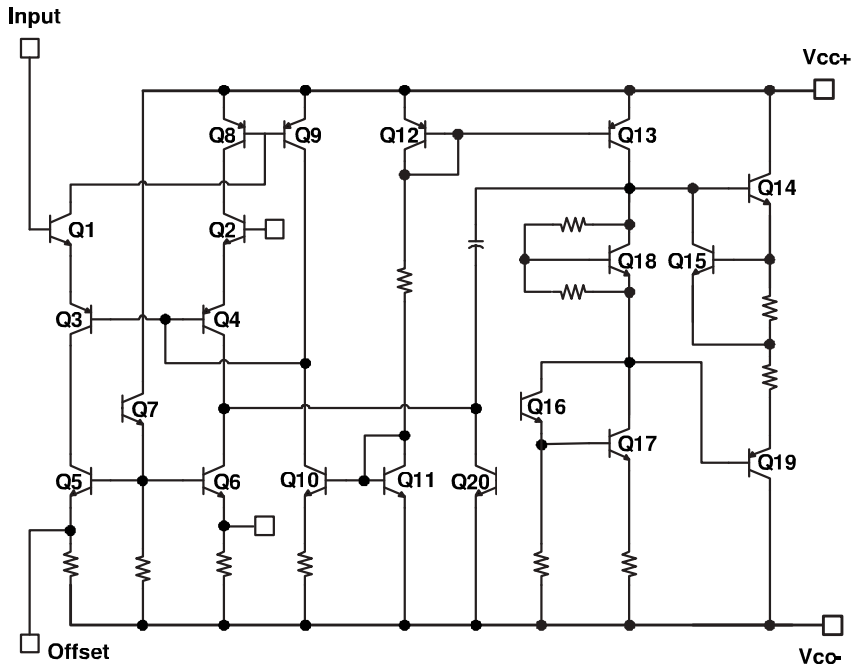 Input
Vcc+
Q8
Q9
Q12
Q13
Q14
Q1
Q2
Q18
Q15
Q3
Q4
Q7
Q16
Q17
Q5
Q6
Q10
Q11
Q20
Q19
Offset
Vcc-